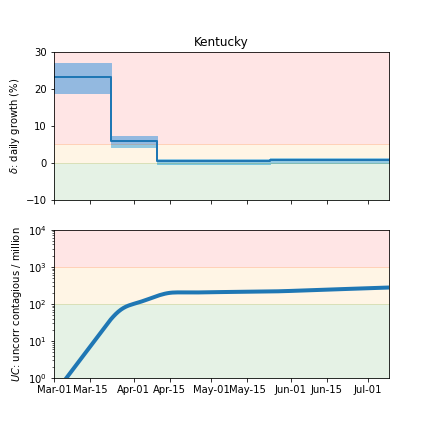 Kentucky
δ: daily growth (%)
30
20
10
0
−10
UC: uncorr contagious / million
10⁴
10³
10²
10¹
10⁰
Mar-01 Mar-15 Apr-01 Apr-15 May-01 May-15 Jun-01 Jun-15 Jul-01